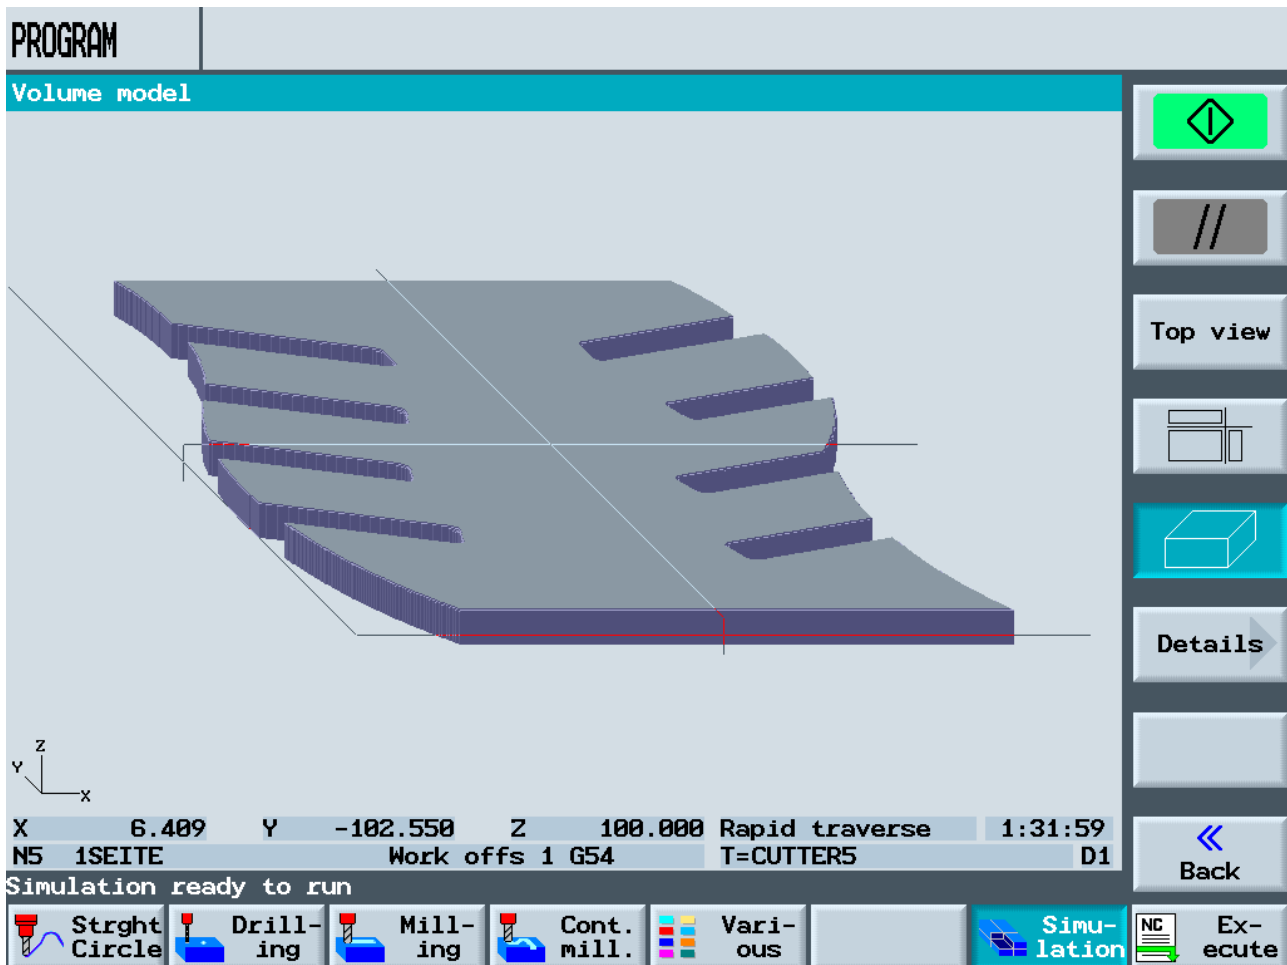 PROGRAM
Volume model
Top view
Details
Z
Y
X
X 6.409 Y -102.550 Z 100.000 Rapid traverse 1:31:59
N5 1SEITE Work offs 1 G54 T=CUTTER5 D1
Back
Simulation ready to run
Strght
Circle
Drill-
ing
Mill-
ing
Cont.
mill.
Vari-
ous
Simu-
lation
NC
Ex-
ecute